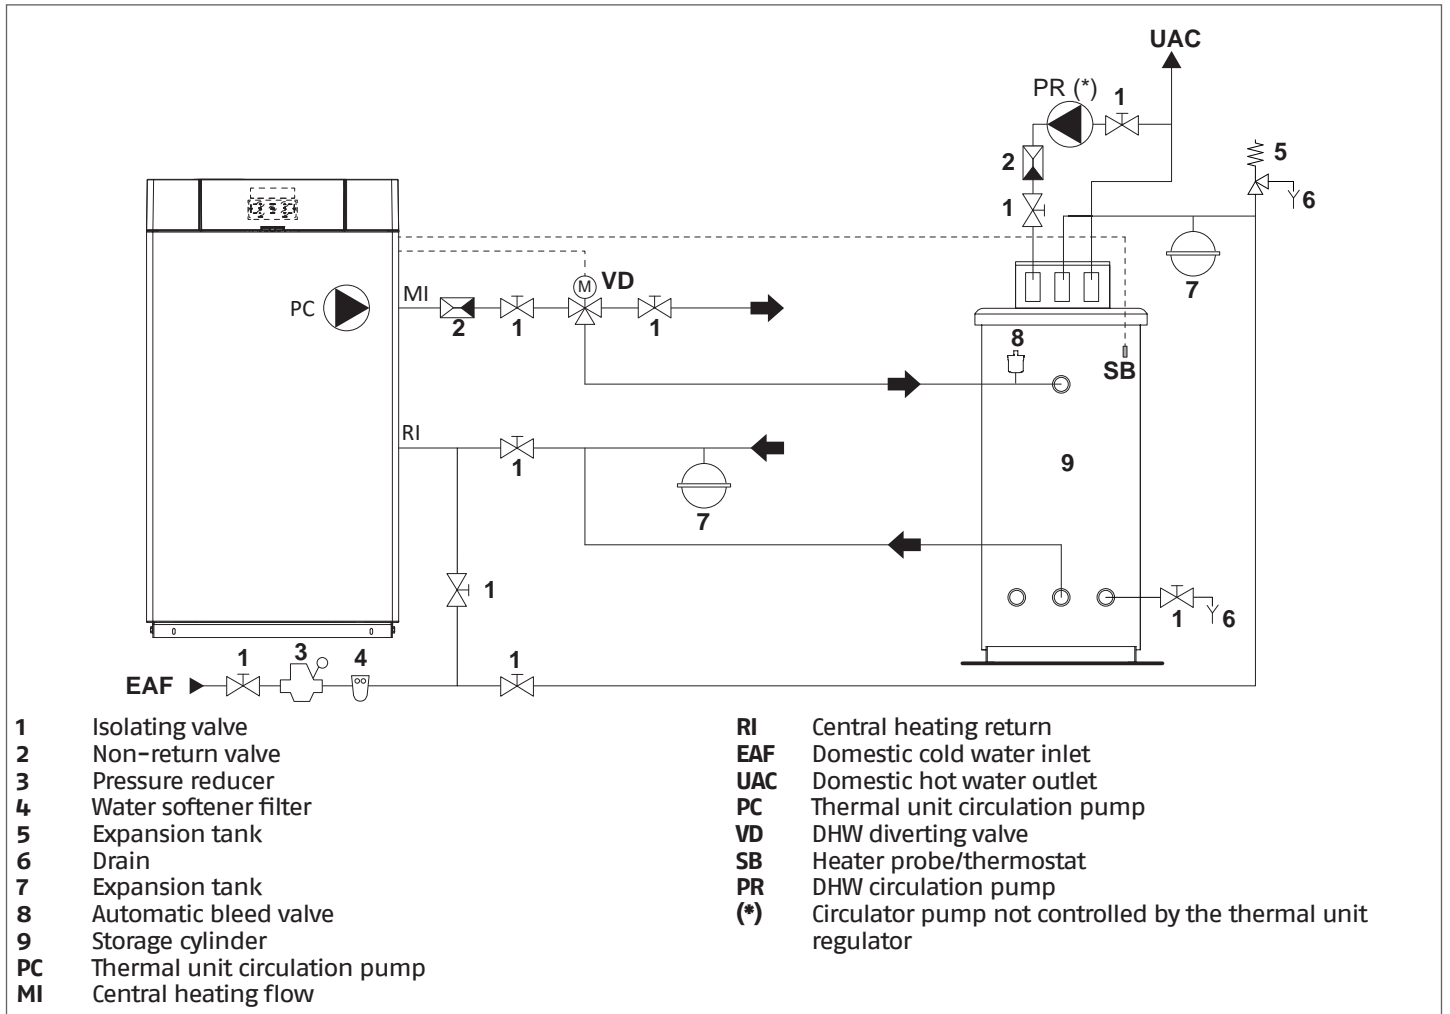 UAC
PR (*)
1
2
5
1
6
VD
M
MI
7
PC
2
1
1
8
SB
RI
1
9
7
1
1
6
3
4
1
1
EAF
1 Isolating valve
2 Non-return valve
3 Pressure reducer
4 Water softener filter
5 Expansion tank
6 Drain
7 Expansion tank
8 Automatic bleed valve
9 Storage cylinder
PC Thermal unit circulation pump
MI Central heating flow
RI Central heating return
EAF Domestic cold water inlet
UAC Domestic hot water outlet
PC Thermal unit circulation pump
VD DHW diverting valve
SB Heater probe/thermostat
PR DHW circulation pump
(*) Circulator pump not controlled by the thermal unit
regulator